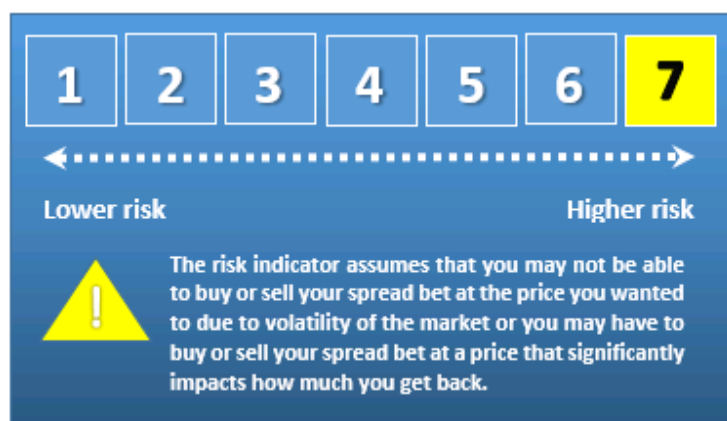 1 2 3 4 5 6 7
Lower risk Higher risk
!
The risk indicator assumes that you may not be able
to buy or sell your spread bet at the price you wanted
to due to volatility of the market or you may have to
buy or sell your spread bet at a price that significantly
impacts how much you get back.